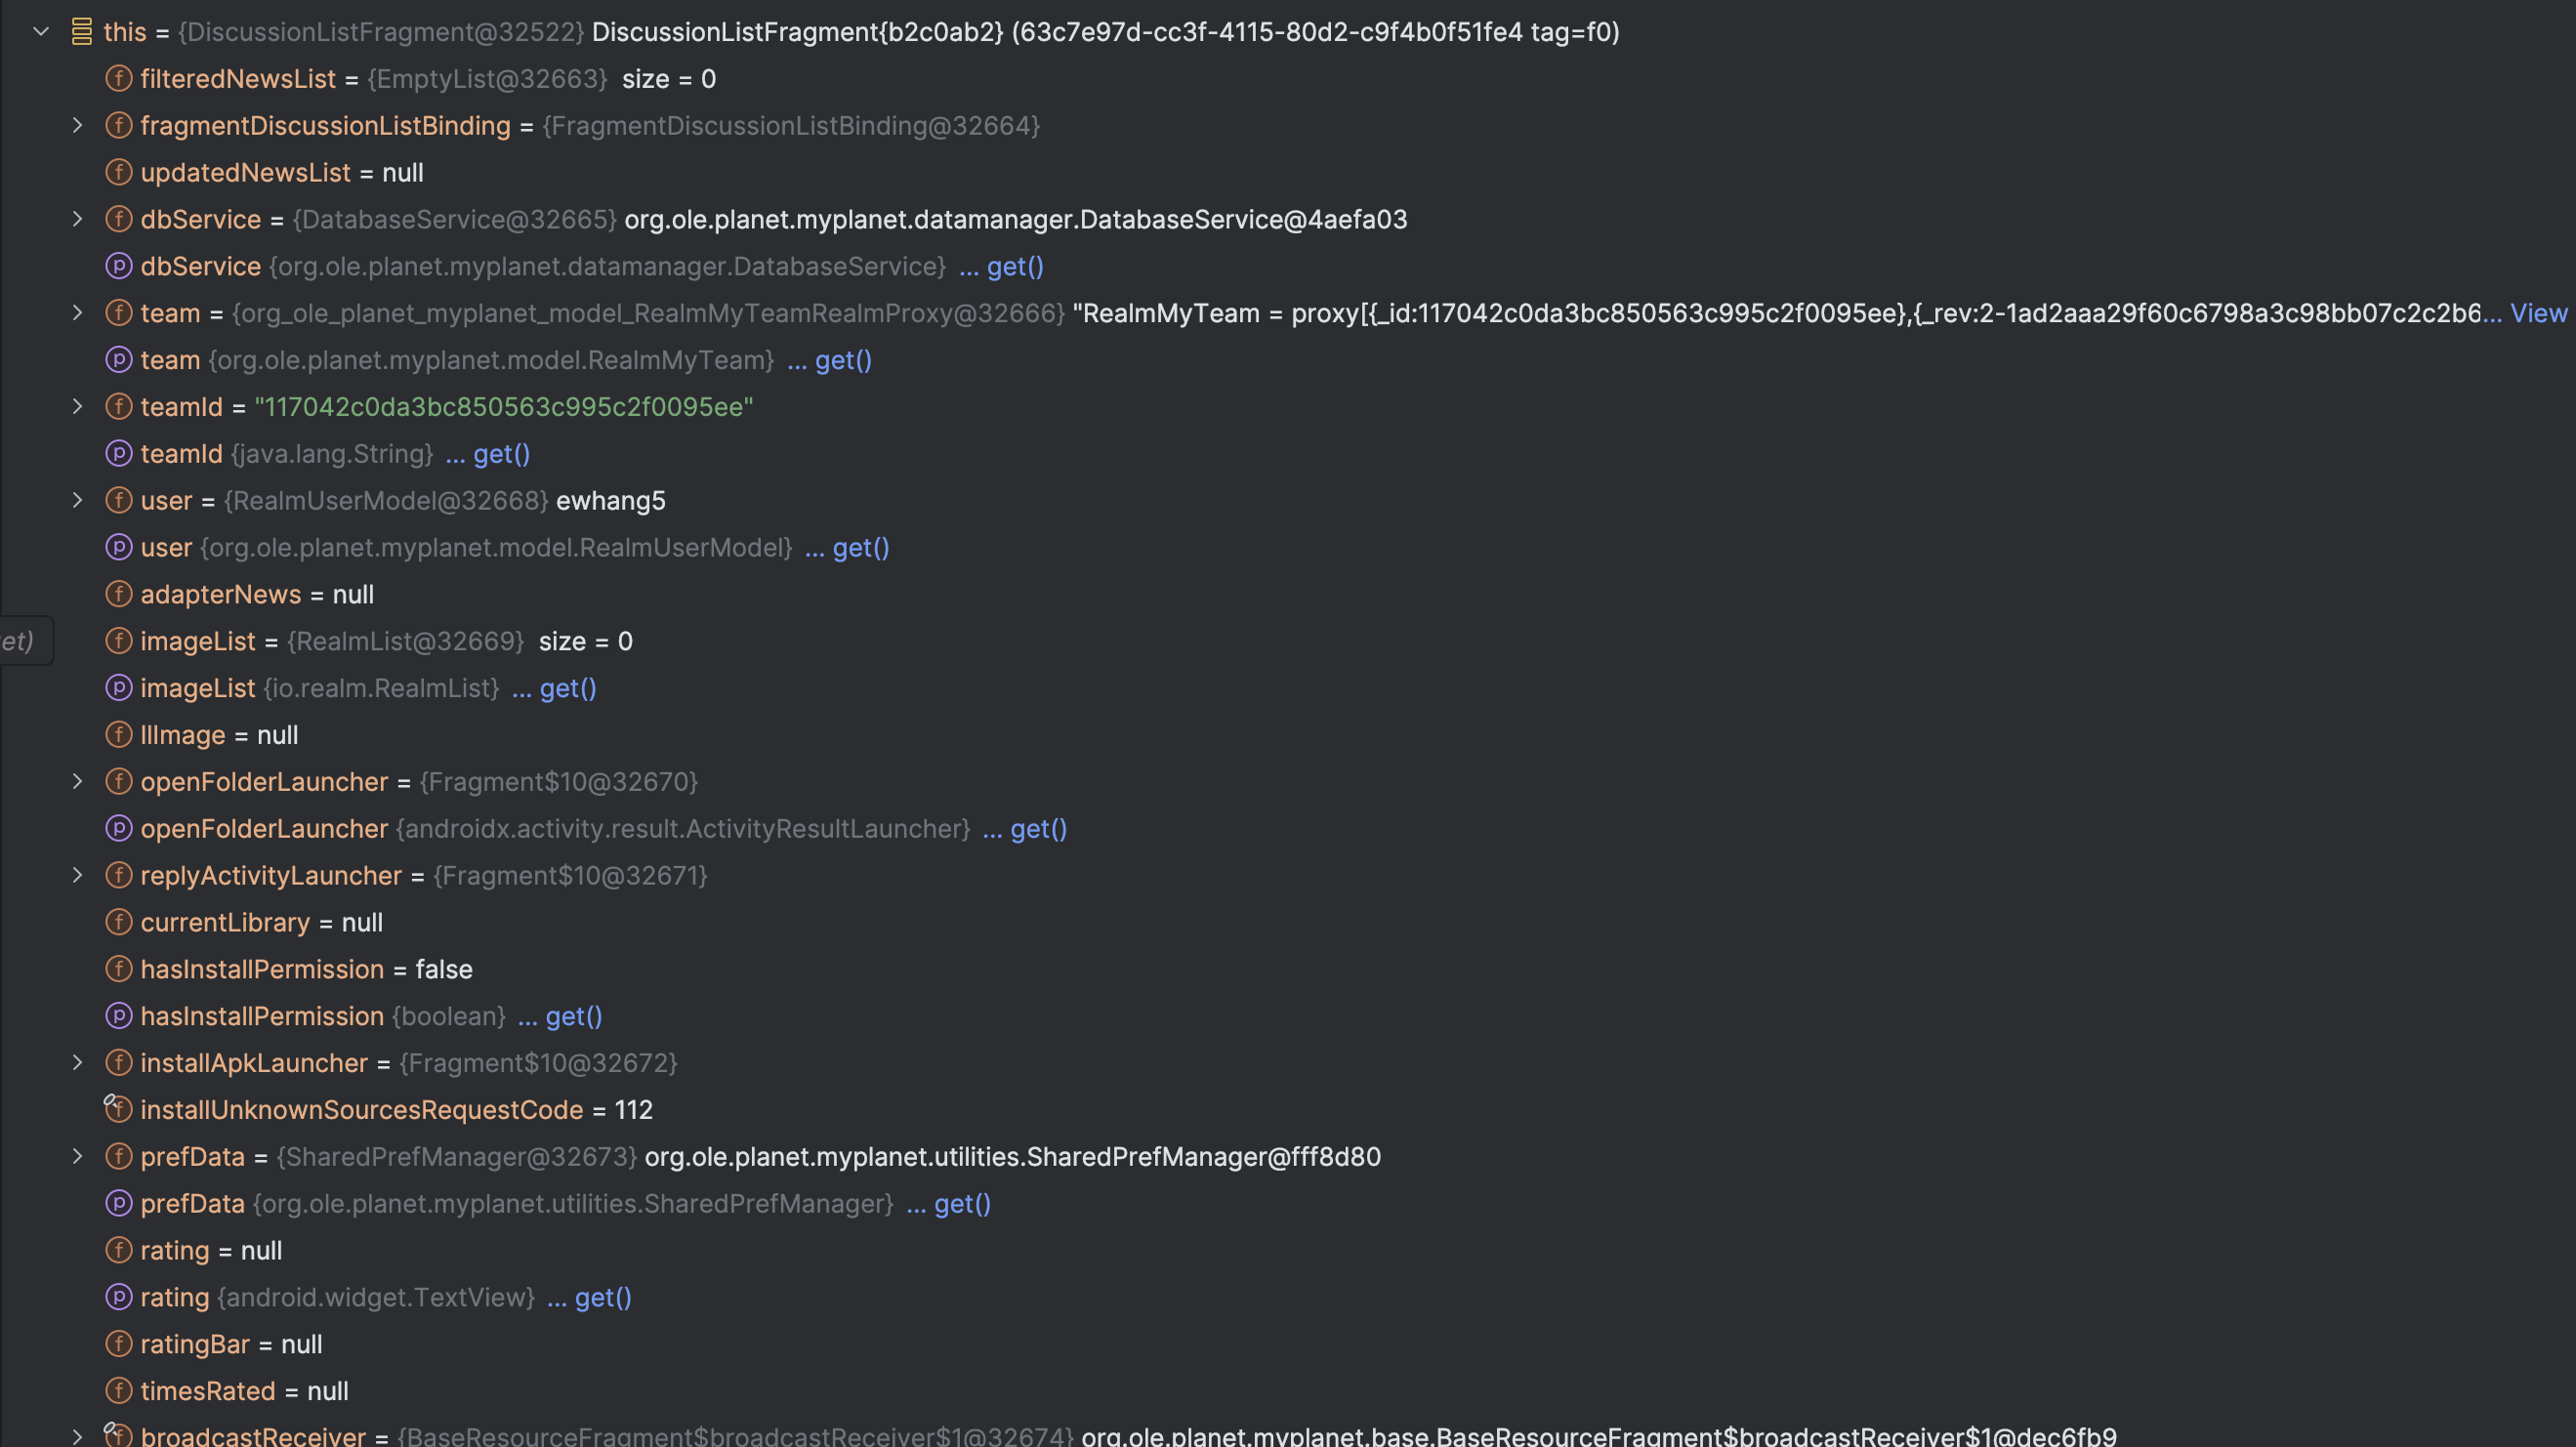 this = {DiscussionListFragment@32522} DiscussionListFragment{b2c0ab2} (63c7e97d-cc3f-4115-80d2-c9f4b0f51fe4 tag=f0)
f filteredNewsList = {EmptyList@32663} size = 0
f fragmentDiscussionListBinding = {FragmentDiscussionListBinding@32664}
f updatedNewsList = null
f dbService = {DatabaseService@32665} org.ole.planet.myplanet.datamanager.DatabaseService@4aefa03
p dbService {org.ole.planet.myplanet.datamanager.DatabaseService} ... get()
f team = {org_ole_planet_myplanet_model_RealmMyTeamRealmProxy@32666} "RealmMyTeam = proxy[{_id:117042c0da3bc850563c995c2f0095ee},{_rev:2-1ad2aaa29f60c6798a3c98bb07c2c2b6... View
p team {org.ole.planet.myplanet.model.RealmMyTeam} ... get()
f teamId = "117042c0da3bc850563c995c2f0095ee"
p teamId {java.lang.String} ... get()
f user = {RealmUserModel@32668} ewhang5
p user {org.ole.planet.myplanet.model.RealmUserModel} ... get()
f adapterNews = null
et)
f imageList = {RealmList@32669} size = 0
p imageList {io.realm.RealmList} ... get()
f llImage = null
f openFolderLauncher = {Fragment$10@32670}
p openFolderLauncher {androidx.activity.result.ActivityResultLauncher} ... get()
f replyActivityLauncher = {Fragment$10@32671}
f currentLibrary = null
f hasInstallPermission = false
p hasInstallPermission {boolean} ... get()
f installApkLauncher = {Fragment$10@32672}
f installUnknownSourcesRequestCode = 112
f prefData = {SharedPrefManager@32673} org.ole.planet.myplanet.utilities.SharedPrefManager@fff8d80
p prefData {org.ole.planet.myplanet.utilities.SharedPrefManager} ... get()
f rating = null
p rating {android.widget.TextView} ... get()
f ratingBar = null
f timesRated = null
f broadcastReceiver = {BaseResourceFragment$broadcastReceiver$1@32674} org.ole.planet.myplanet.base.BaseResourceFragment$broadcastReceiver$1@dec6fb9